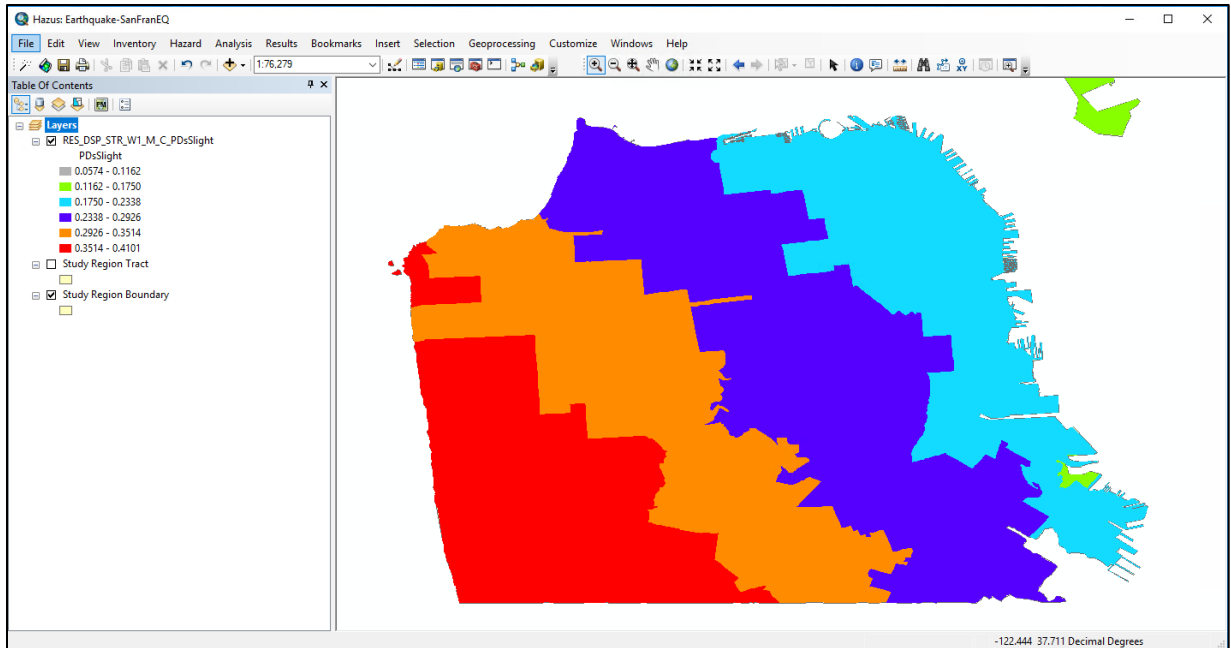 Hazus: Earthquake-SanFranEQ
File Edit View Inventory Hazard Analysis Results Bookmarks Insert Selection Geoprocessing Customize Windows Help
1:76,279
Table Of Contents
Layers
RES_DSP_STR_W1_M_C_PDsSlight
PDsSlight
0.0574 - 0.1162
0.1162 - 0.1750
0.1750 - 0.2338
0.2338 - 0.2926
0.2926 - 0.3514
0.3514 - 0.4101
Study Region Tract
Study Region Boundary
-122.444 37.711 Decimal Degrees